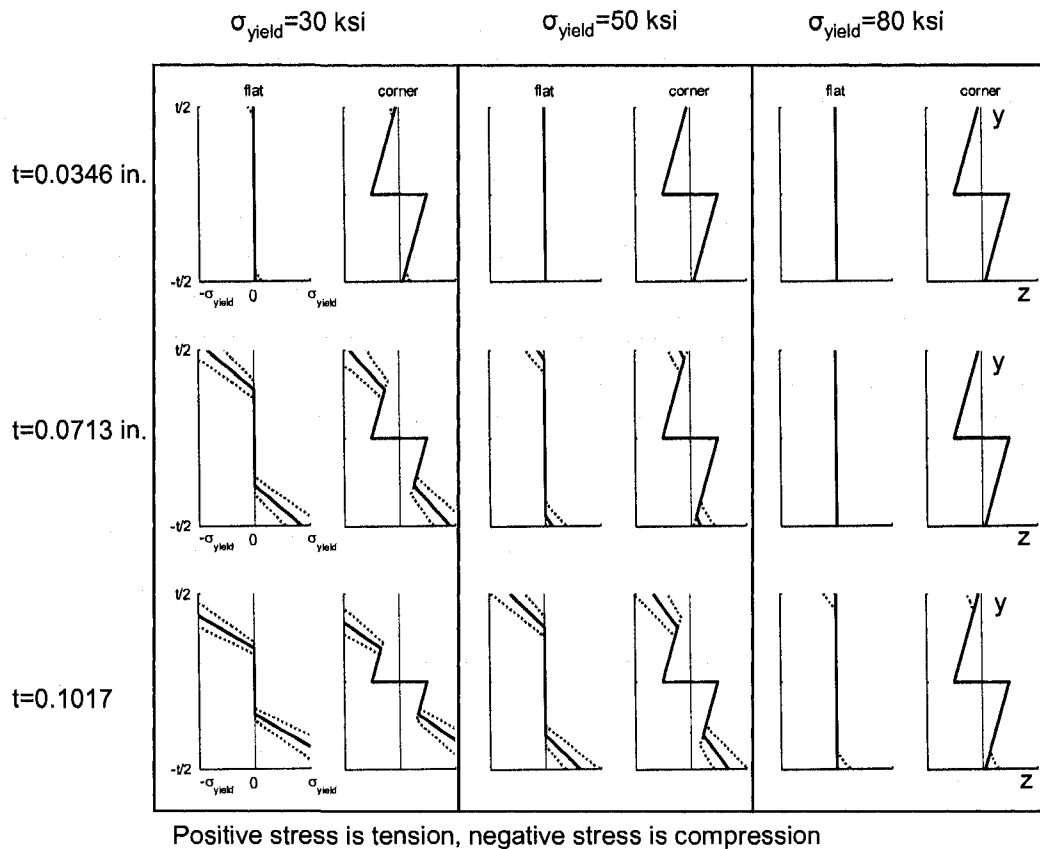 σyield=30 ksi σyield=50 ksi σyield=80 ksi
flat corner flat corner flat corner
t=0.0346 in.
t/2 y
-t/2 z
-σyield 0 σyield
t=0.0713 in.
t/2 y
-t/2 z
-σyield 0 σyield
t=0.1017
t/2 y
-t/2 z
-σyield 0 σyield
Positive stress is tension, negative stress is compression